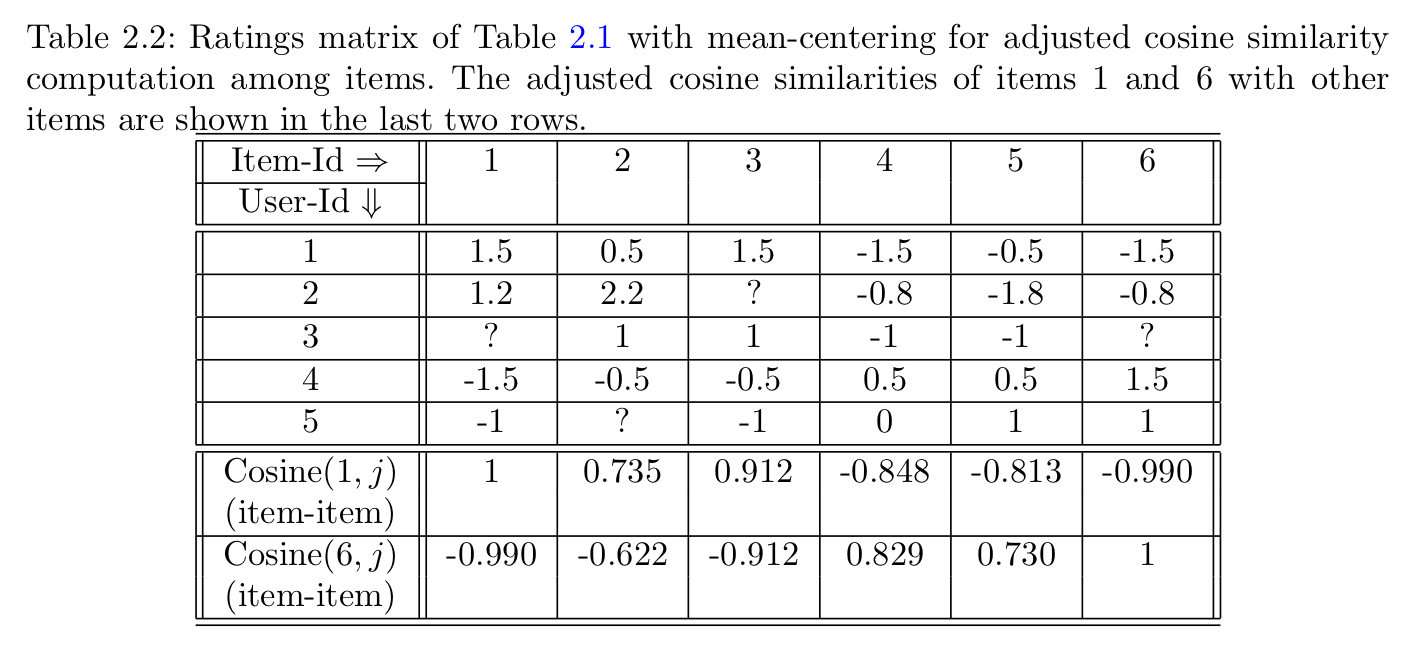 Table 2.2: Ratings matrix of Table 2.1 with mean-centering for adjusted cosine similarity
computation among items. The adjusted cosine similarities of items 1 and 6 with other
items are shown in the last two rows.
Item-Id ⇒ 1 2 3 4 5 6
User-Id ⇓
1 1.5 0.5 1.5 -1.5 -0.5 -1.5
2 1.2 2.2 ? -0.8 -1.8 -0.8
3 ? 1 1 -1 -1 ?
4 -1.5 -0.5 -0.5 0.5 0.5 1.5
5 -1 ? -1 0 1 1
Cosine(1, j) 1 0.735 0.912 -0.848 -0.813 -0.990
(item-item)
Cosine(6, j) -0.990 -0.622 -0.912 0.829 0.730 1
(item-item)